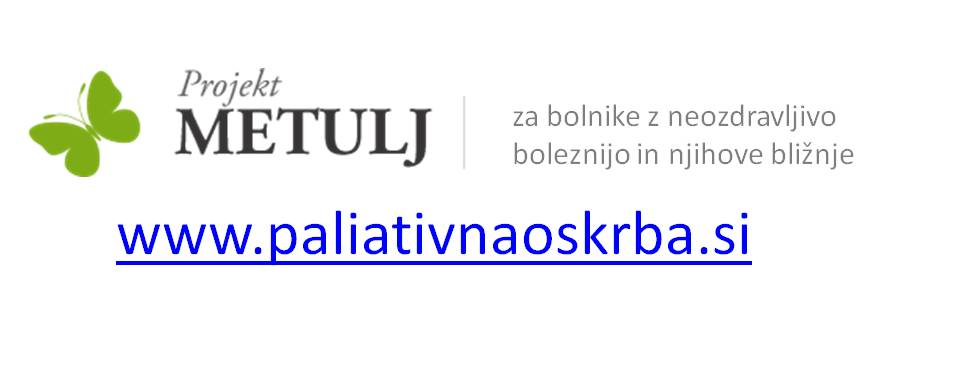 Projekt
METULJ
za bolnike z neozdravljivo
boleznijo in njihove bližnje
www.paliativnaoskrba.si